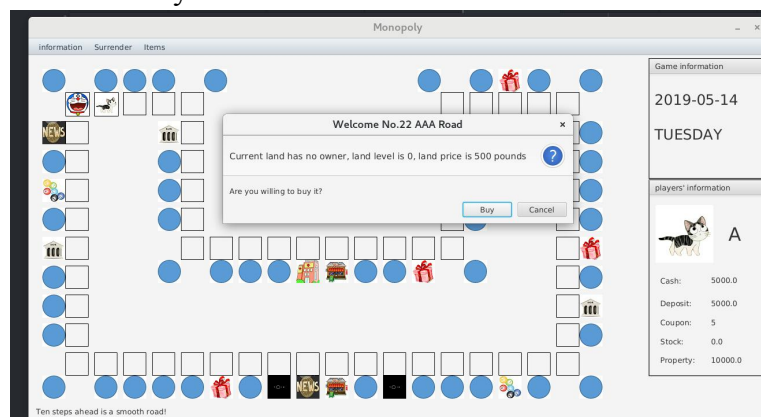 Monopoly
information Surrender Items
Game information
2019-05-14
TUESDAY
Welcome No.22 AAA Road
Current land has no owner, land level is 0, land price is 500 pounds
Are you willing to buy it?
Buy Cancel
players' information
A
Cash: 5000.0
Deposit: 5000.0
Coupon: 5
Stock: 0.0
Property: 10000.0
NEWS
NEWS
Ten steps ahead is a smooth road!